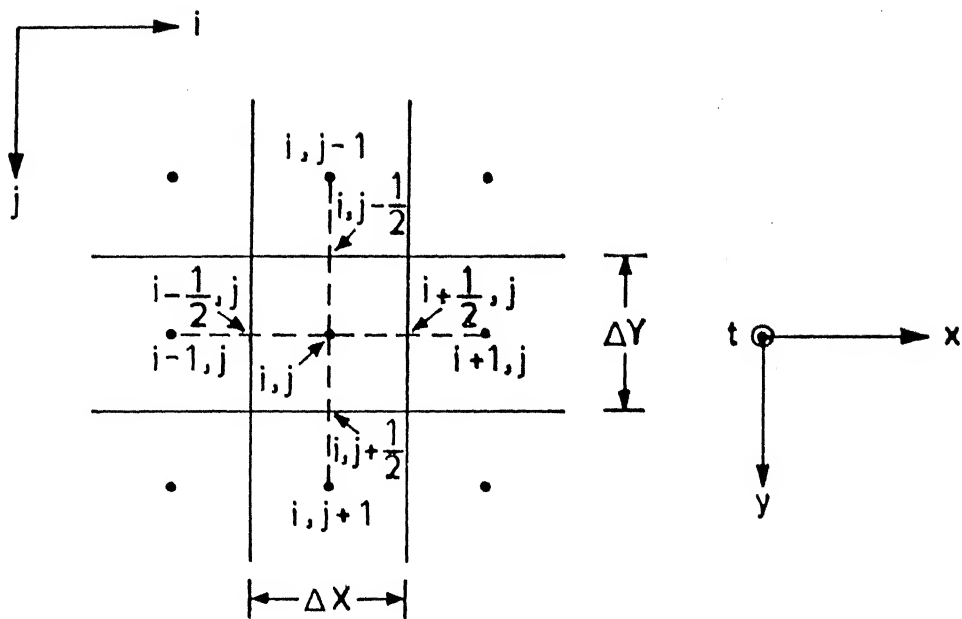 i
j
i, j-1
i, j-1/2
i-1/2, j
i+1/2, j
i-1, j
i, j
i+1, j
i, j+1/2
i, j+1
ΔX
ΔY
t
x
y